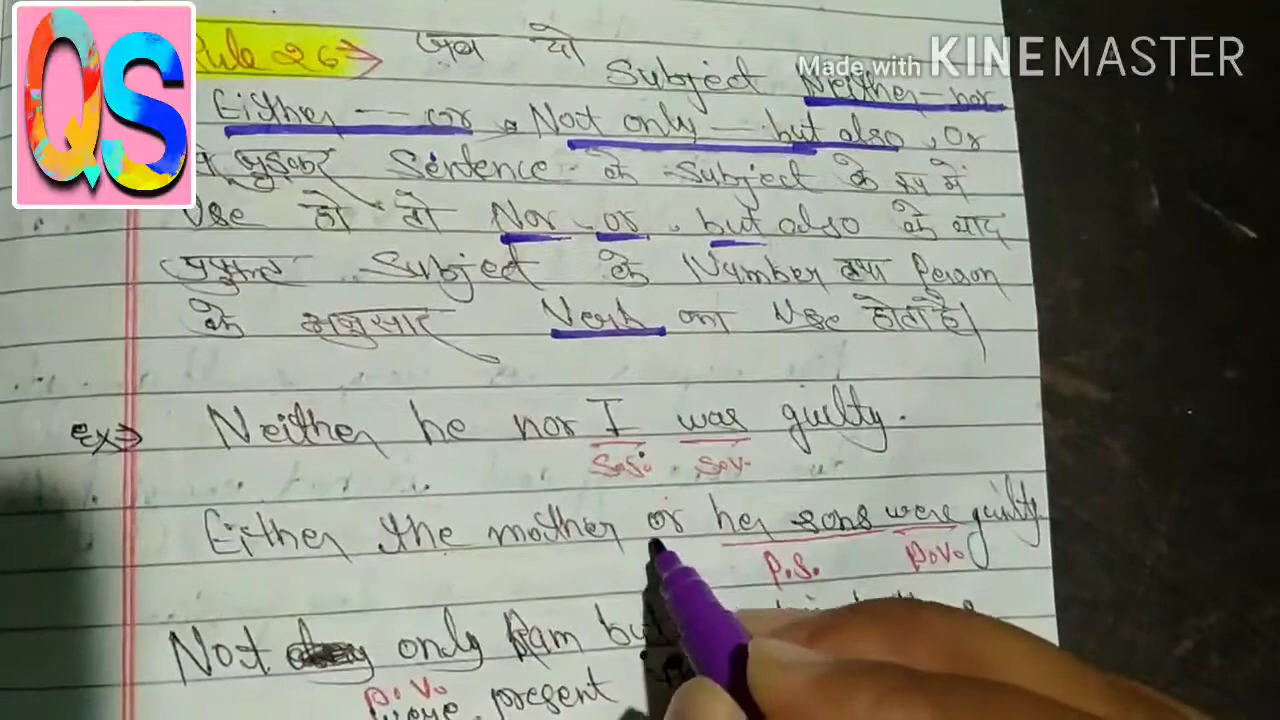 QS
Made with KINEMASTER
Rule 26→ जब दो Subject Neither—nor
Either — or, Not only — but also, or
से जुड़कर Sentence के Subject के रूप में
Use हो तो Nor, or, but also के बाद
प्रयुक्त Subject के Number तथा Person
के अनुसार Verb का Use होता है।
Ex⇒ Neither he nor I was guilty.
S.S. S.V.
Either the mother or her sons were guilty
P.S. P.V.
Not only Ram bu
P.V.
were present